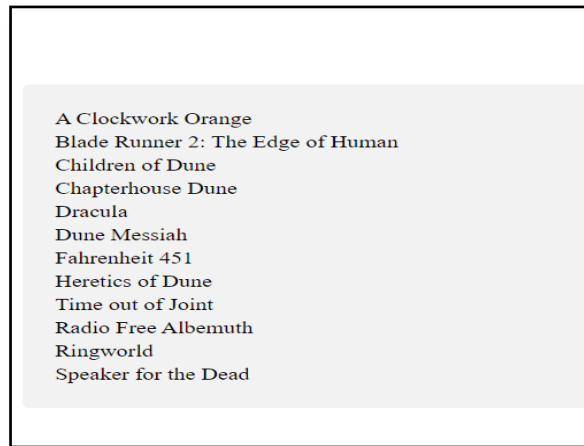 A Clockwork Orange
Blade Runner 2: The Edge of Human
Children of Dune
Chapterhouse Dune
Dracula
Dune Messiah
Fahrenheit 451
Heretics of Dune
Time out of Joint
Radio Free Albemuth
Ringworld
Speaker for the Dead